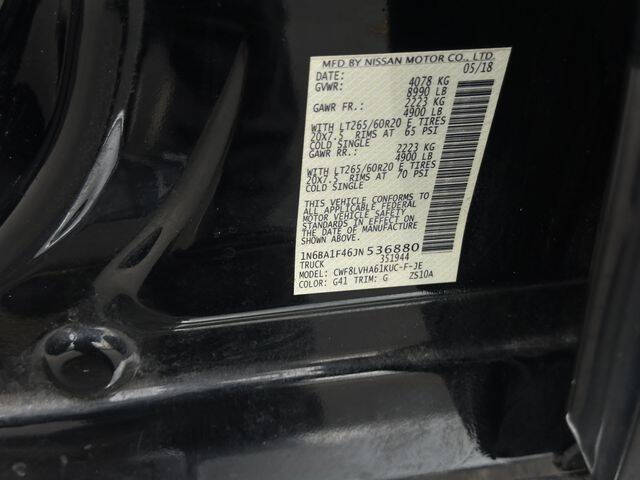 MFD BY NISSAN MOTOR CO., LTD.
DATE: 05/18
GVWR: 4078 KG
8990 LB
GAWR FR.: 2223 KG
4900 LB
WITH LT265/60R20 E TIRES
20X7.5 RIMS AT 65 PSI
COLD SINGLE
GAWR RR.: 2223 KG
4900 LB
WITH LT265/60R20 E TIRES
20X7.5 RIMS AT 70 PSI
COLD SINGLE
THIS VEHICLE CONFORMS TO
ALL APPLICABLE FEDERAL
MOTOR VEHICLE SAFETY
STANDARDS IN EFFECT ON
THE DATE OF MANUFACTURE
SHOWN ABOVE.
1N6BA1F46JN536880
TRUCK 351944
MODEL: CWF8LVHA61KUC-F-JE
COLOR: G41 TRIM: G ZS10A